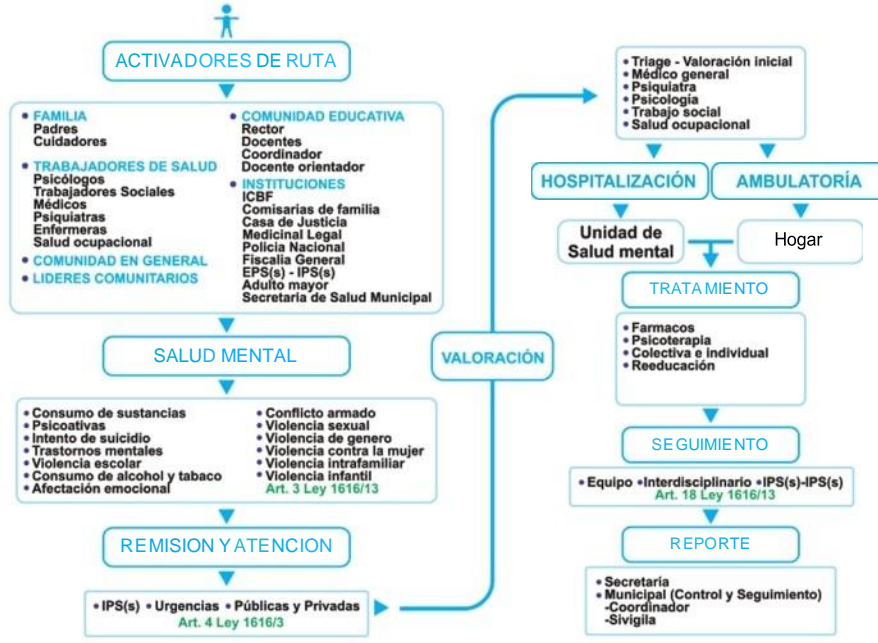 ACTIVADORES DE RUTA
• FAMILIA
Padres
Cuidadores
• TRABAJADORES DE SALUD
Psicólogos
Trabajadores Sociales
Médicos
Psiquiatras
Enfermeras
Salud ocupacional
• COMUNIDAD EN GENERAL
• LIDERES COMUNITARIOS
• COMUNIDAD EDUCATIVA
Rector
Docentes
Coordinador
Docente orientador
• INSTITUCIONES
ICBF
Comisarias de familia
Casa de Justicia
Medicinal Legal
Policia Nacional
Fiscalia General
EPS(s) - IPS(s)
Adulto mayor
Secretaria de Salud Municipal
SALUD MENTAL
• Consumo de sustancias
• Psicoativas
• Intento de suicidio
• Trastornos mentales
• Violencia escolar
• Consumo de alcohol y tabaco
• Afectación emocional
• Conflicto armado
• Violencia sexual
• Violencia de genero
• Violencia contra la mujer
• Violencia intrafamiliar
• Violencia infantil
Art. 3 Ley 1616/13
REMISION Y ATENCION
• IPS(s) • Urgencias • Públicas y Privadas
Art. 4 Ley 1616/3
VALORACIÓN
• Triage - Valoración inicial
• Médico general
• Psiquiatra
• Psicología
• Trabajo social
• Salud ocupacional
HOSPITALIZACIÓN
AMBULATORÍA
Unidad de
Salud mental
Hogar
TRATAMIENTO
• Farmacos
• Psicoterapia
• Colectiva e individual
• Reeducación
SEGUIMIENTO
• Equipo • Interdisciplinario • IPS(s)-IPS(s)
Art. 18 Ley 1616/13
REPORTE
• Secretaría
• Municipal (Control y Seguimiento)
-Coordinador
-Sivigila